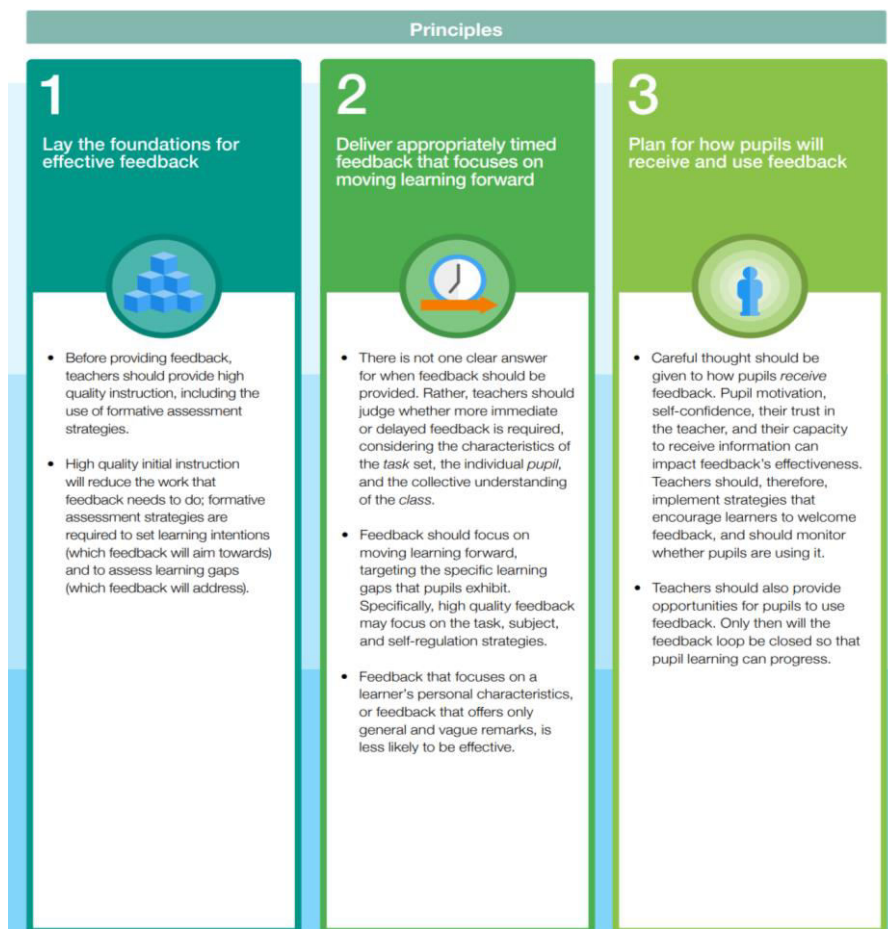 Principles
1
Lay the foundations for
effective feedback
• Before providing feedback,
teachers should provide high
quality instruction, including the
use of formative assessment
strategies.
• High quality initial instruction
will reduce the work that
feedback needs to do; formative
assessment strategies are
required to set learning intentions
(which feedback will aim towards)
and to assess learning gaps
(which feedback will address).
2
Deliver appropriately timed
feedback that focuses on
moving learning forward
• There is not one clear answer
for when feedback should be
provided. Rather, teachers should
judge whether more immediate
or delayed feedback is required,
considering the characteristics of
the task set, the individual pupil,
and the collective understanding
of the class.
• Feedback should focus on
moving learning forward,
targeting the specific learning
gaps that pupils exhibit.
Specifically, high quality feedback
may focus on the task, subject,
and self-regulation strategies.
• Feedback that focuses on a
learner's personal characteristics,
or feedback that offers only
general and vague remarks, is
less likely to be effective.
3
Plan for how pupils will
receive and use feedback
• Careful thought should be
given to how pupils receive
feedback. Pupil motivation,
self-confidence, their trust in
the teacher, and their capacity
to receive information can
impact feedback's effectiveness.
Teachers should, therefore,
implement strategies that
encourage learners to welcome
feedback, and should monitor
whether pupils are using it.
• Teachers should also provide
opportunities for pupils to use
feedback. Only then will the
feedback loop be closed so that
pupil learning can progress.